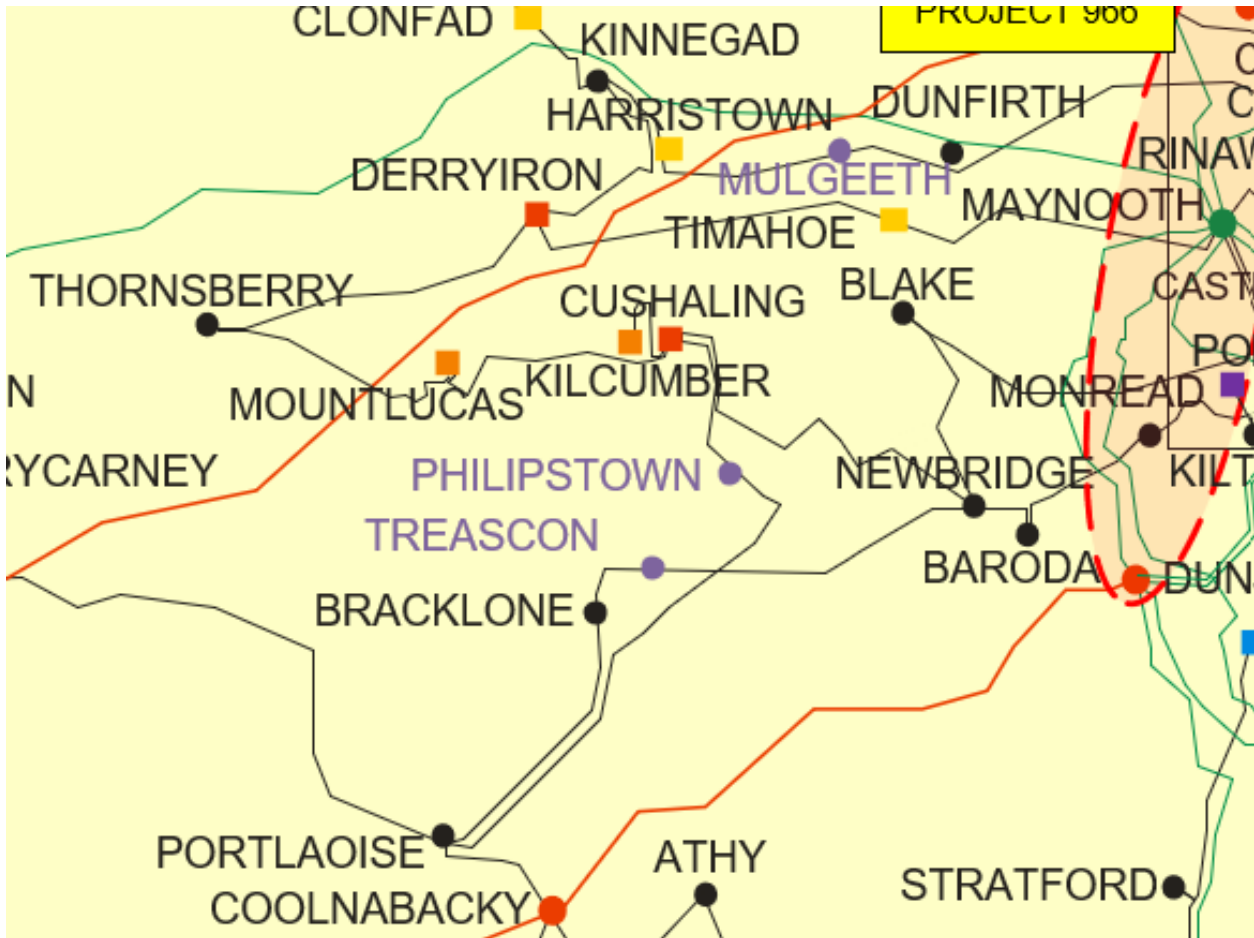 PROJECT 966
CLONFAD
KINNEGAD
HARRISTOWN
DUNFIRTH
DERRYIRON
MULGEETH
TIMAHOE
MAYNOOTH
THORNSBERRY
CUSHALING
BLAKE
KILCUMBER
MOUNTLUCAS
MONREAD
PHILIPSTOWN
NEWBRIDGE
TREASCON
BARODA
BRACKLONE
PORTLAOISE
ATHY
STRATFORD
COOLNABACKY